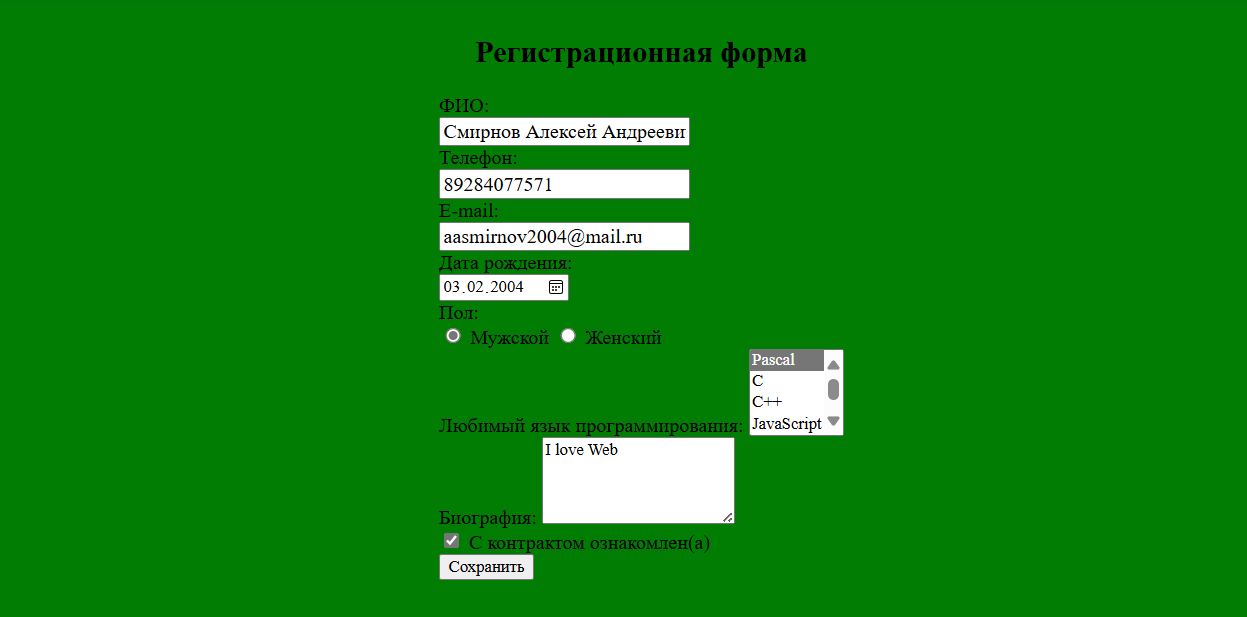 Регистрационная форма
ФИО:
Смирнов Алексей Андрееви
Телефон:
89284077571
E-mail:
aasmirnov2004@mail.ru
Дата рождения:
03.02.2004
Пол:
Мужской Женский
Любимый язык программирования:
Pascal
C
C++
JavaScript
Биография:
I love Web
С контрактом ознакомлен(а)
Сохранить